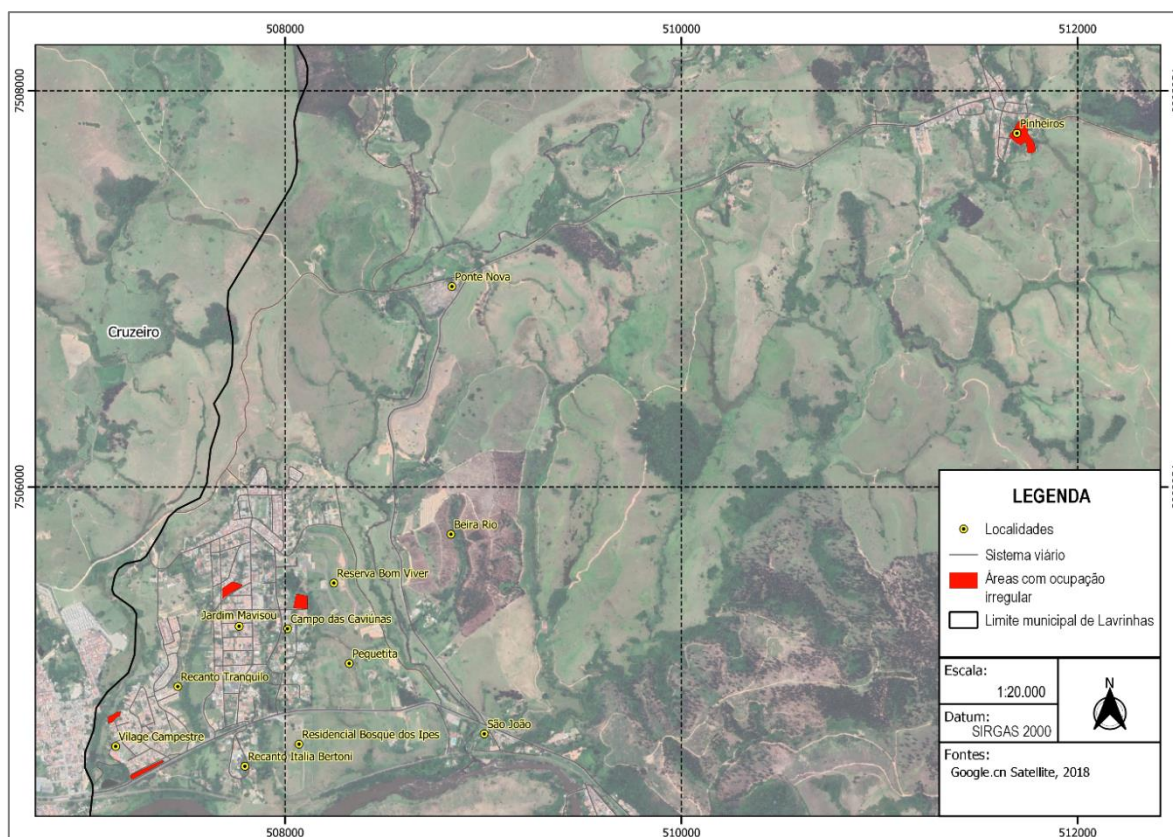 508000
510000
512000
7508000
Pinheiros
Ponte Nova
Cruzeiro
7506000
Beira Rio
Reserva Bom Viver
Jardim Mavisou
Campo das Caviúnas
Pequetita
Recanto Tranquilo
São João
Vilage Campestre
Residencial Bosque dos Ipes
Recanto Italia Bertoni
LEGENDA
Localidades
Sistema viário
Áreas com ocupação
irregular
Limite municipal de Lavrinhas
Escala:
1:20.000
N
Datum:
SIRGAS 2000
Fontes:
Google.cn Satellite, 2018
508000
510000
512000